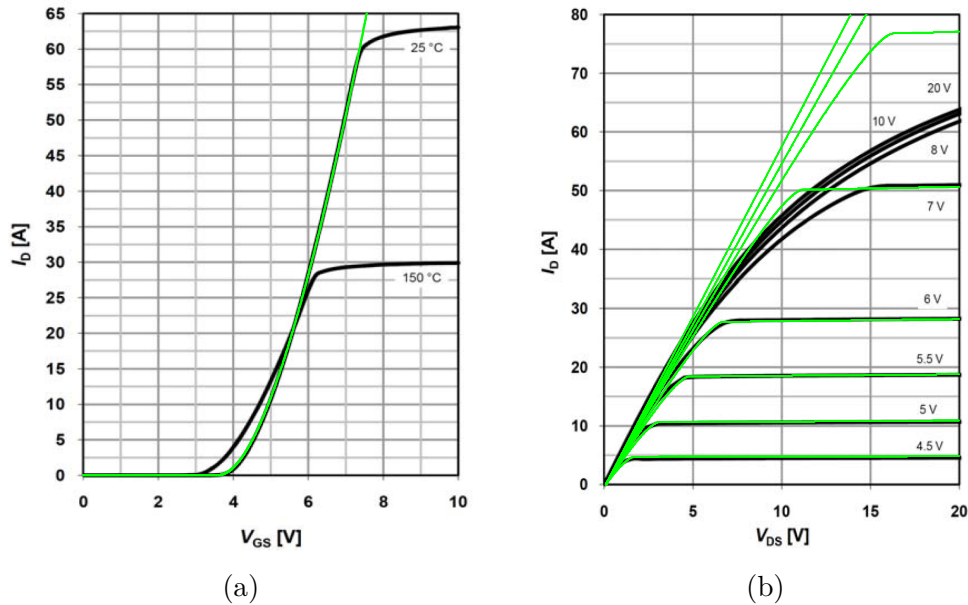 65
60
55
50
45
40
35
30
25
20
15
10
5
0
25 °C
150 °C
0 2 4 6 8 10
I_D [A]
V_GS [V]
(a)
80
70
60
50
40
30
20
10
0
20 V
10 V
8 V
7 V
6 V
5.5 V
5 V
4.5 V
0 5 10 15 20
I_D [A]
V_DS [V]
(b)